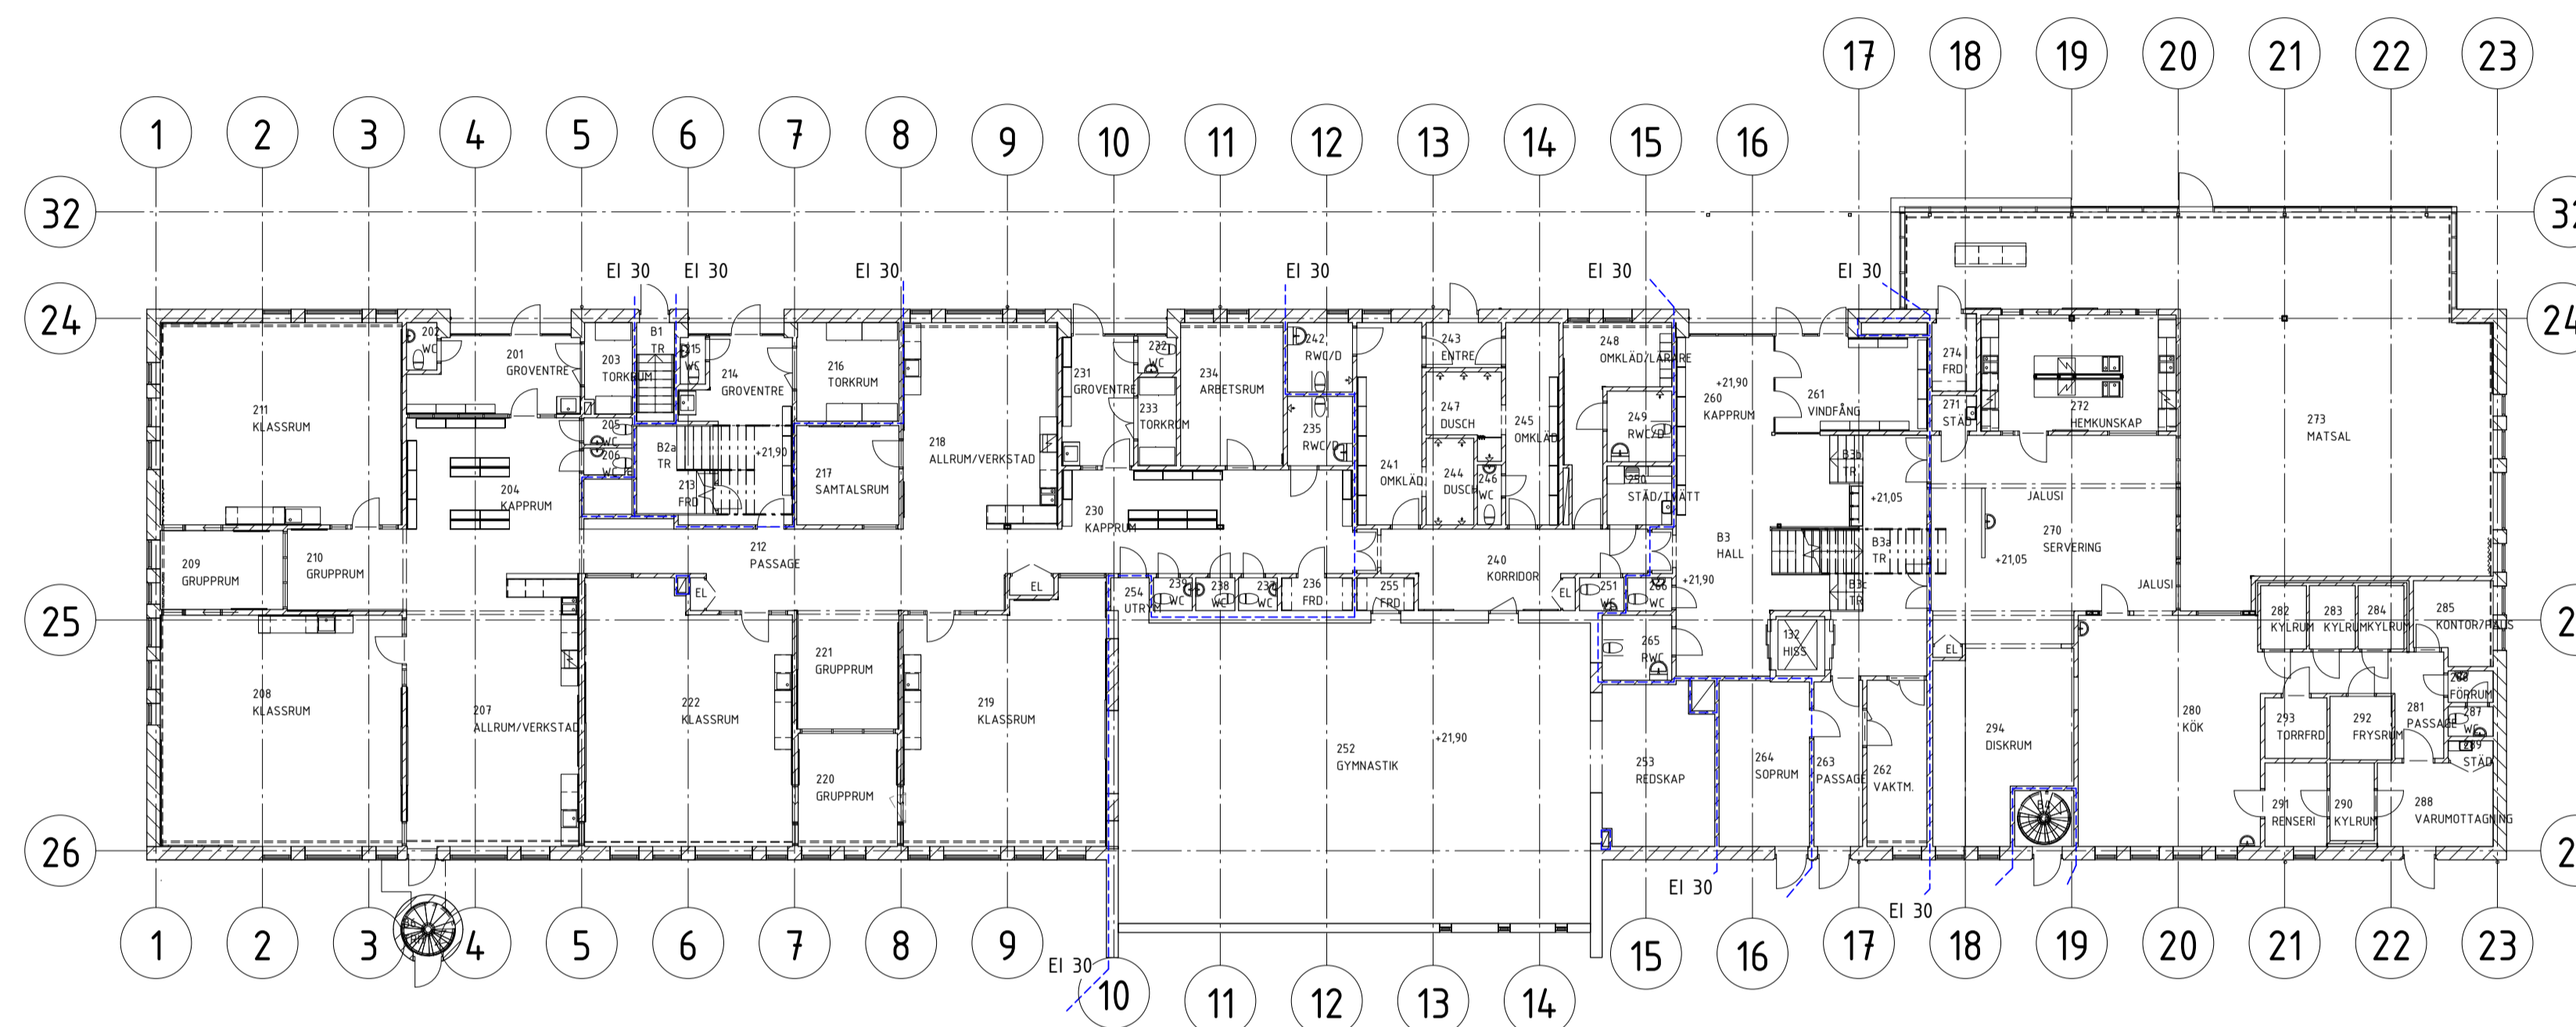 17 18 19 20 21 22 23
1 2 3 4 5 6 7 8 9 10 11 12 13 14 15 16
32
EI 30 EI 30 EI 30 EI 30 EI 30 EI 30
24
202
WC
201
GROVENTRE
203
TORKRUM
B1
TR
215
WC
214
GROVENTRE
216
TORKRUM
231
GROVENTRE
232
WC
233
TORKRUM
234
ARBETSRUM
242
RWC/D
235
RWC/D
243
ENTRE
248
OMKLÄD/LÄRARE
247
DUSCH
245
OMKLÄD
249
RWC/D
+21,90
260
KAPPRUM
261
VINDFÅNG
274
FRD
271
STÄD
272
HEMKUNSKAP
273
MATSAL
211
KLASSRUM
205
WC
206
WC
204
KAPPRUM
B2a
TR
213
FRD
+21,90
217
SAMTALSRUM
218
ALLRUM/VERKSTAD
230
KAPPRUM
241
OMKLÄD
244
DUSCH
246
WC
250
STÄD/TVÄTT
B3b
TR
+21,05
JALUSI
270
SERVERING
+21,05
JALUSI
209
GRUPPRUM
210
GRUPPRUM
212
PASSAGE
EL
EL
254
239
WC
238
WC
237
WC
236
FRD
255
FRD
240
KORRIDOR
EL
251
WC
266
WC
B3
HALL
+21,90
B3a
TR
B3c
TR
25
265
RWC
132
HISS
EL
282
KYLRUM
283
KYLRUM
284
KYLRUM
285
208
KLASSRUM
207
ALLRUM/VERKSTAD
222
KLASSRUM
221
GRUPPRUM
220
GRUPPRUM
219
KLASSRUM
252
GYMNASTIK
+21,90
253
REDSKAP
264
SOPRUM
263
PASSAGE
262
VAKTM.
294
DISKRUM
280
KÖK
293
TORRFRD
292
FRYSRUM
281
PASSAGE
FÖRRUM
287
WC
289
STÄD
291
RENSERI
290
KYLRUM
288
VARUMOTTAGNING
26
EI 30
EI 30
EI 30
1 2 3 4 5 6 7 8 9 10 11 12 13 14 15 16 17 18 19 20 21 22 23